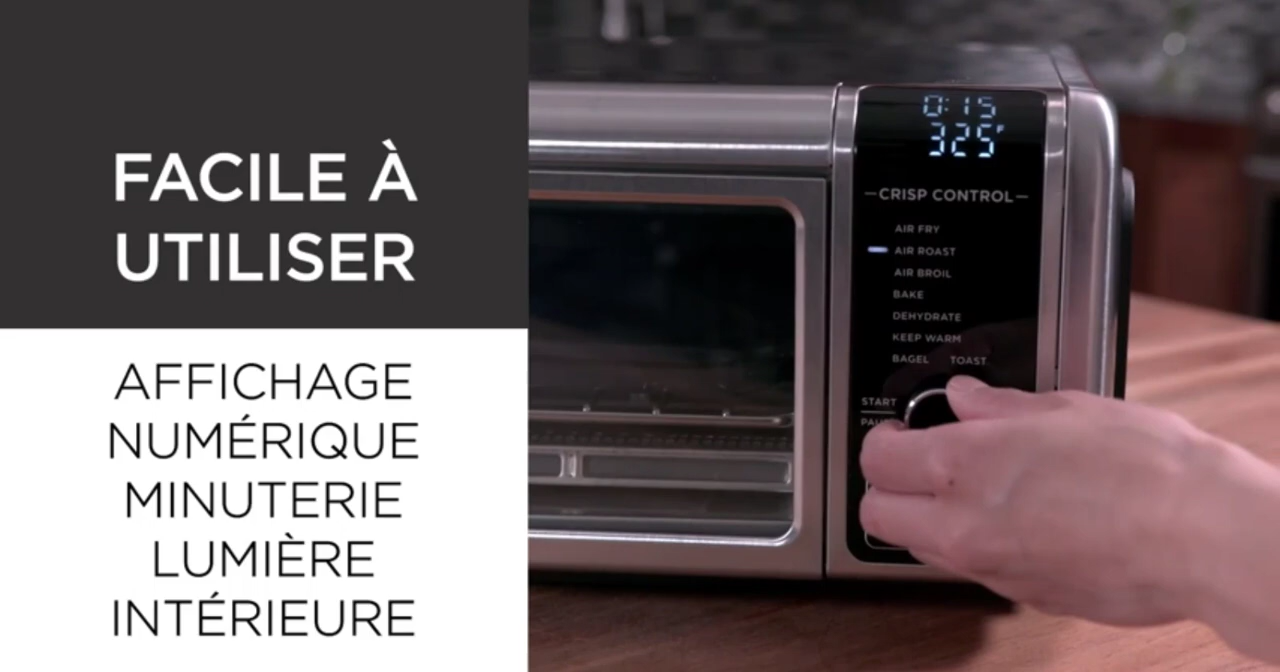 FACILE À
UTILISER
AFFICHAGE
NUMÉRIQUE
MINUTERIE
LUMIÈRE
INTÉRIEURE
0:15
325°F
CRISP CONTROL
AIR FRY
AIR ROAST
AIR BROIL
BAKE
DEHYDRATE
KEEP WARM
BAGEL TOAST
START